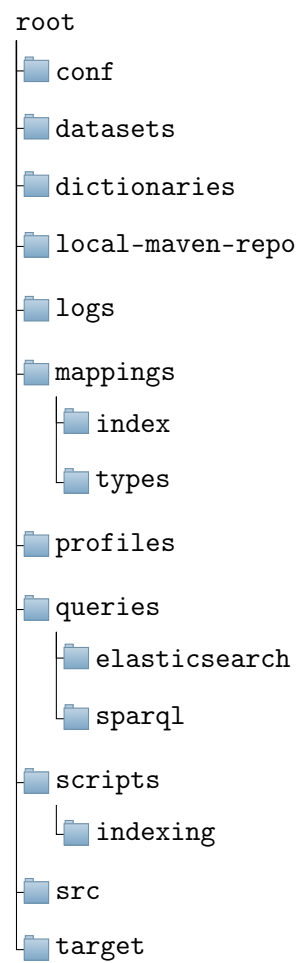 root
conf
datasets
dictionaries
local-maven-repo
logs
mappings
index
types
profiles
queries
elasticsearch
sparql
scripts
indexing
src
target